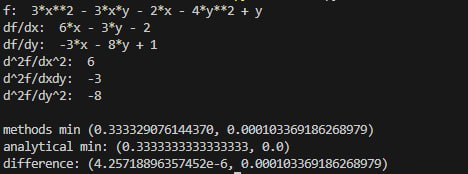 f:  3*x**2 - 3*x*y - 2*x - 4*y**2 + y
df/dx:  6*x - 3*y - 2
df/dy:  -3*x - 8*y + 1
d^2f/dx^2:  6
d^2f/dxdy:  -3
d^2f/dy^2:  -8
methods min (0.333329076144370, 0.000103369186268979)
analytical min: (0.3333333333333333, 0.0)
difference: (4.25718896357452e-6, 0.000103369186268979)